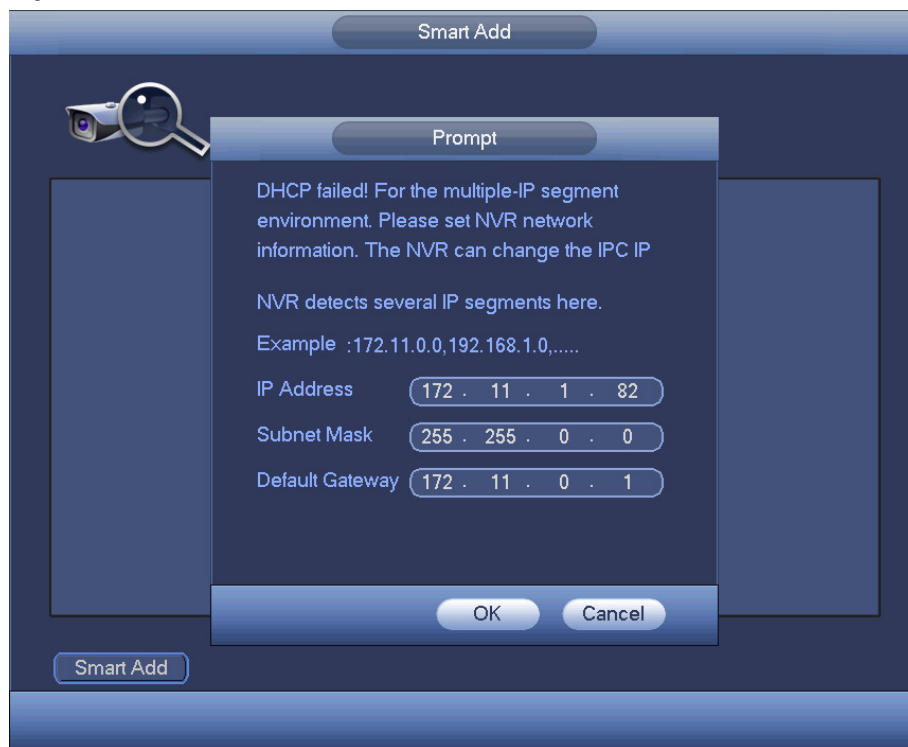 Smart Add
Prompt
DHCP failed! For the multiple-IP segment
environment. Please set NVR network
information. The NVR can change the IPC IP
NVR detects several IP segments here.
Example :172.11.0.0,192.168.1.0,.....
IP Address 172 . 11 . 1 . 82
Subnet Mask 255 . 255 . 0 . 0
Default Gateway 172 . 11 . 0 . 1
OK Cancel
Smart Add